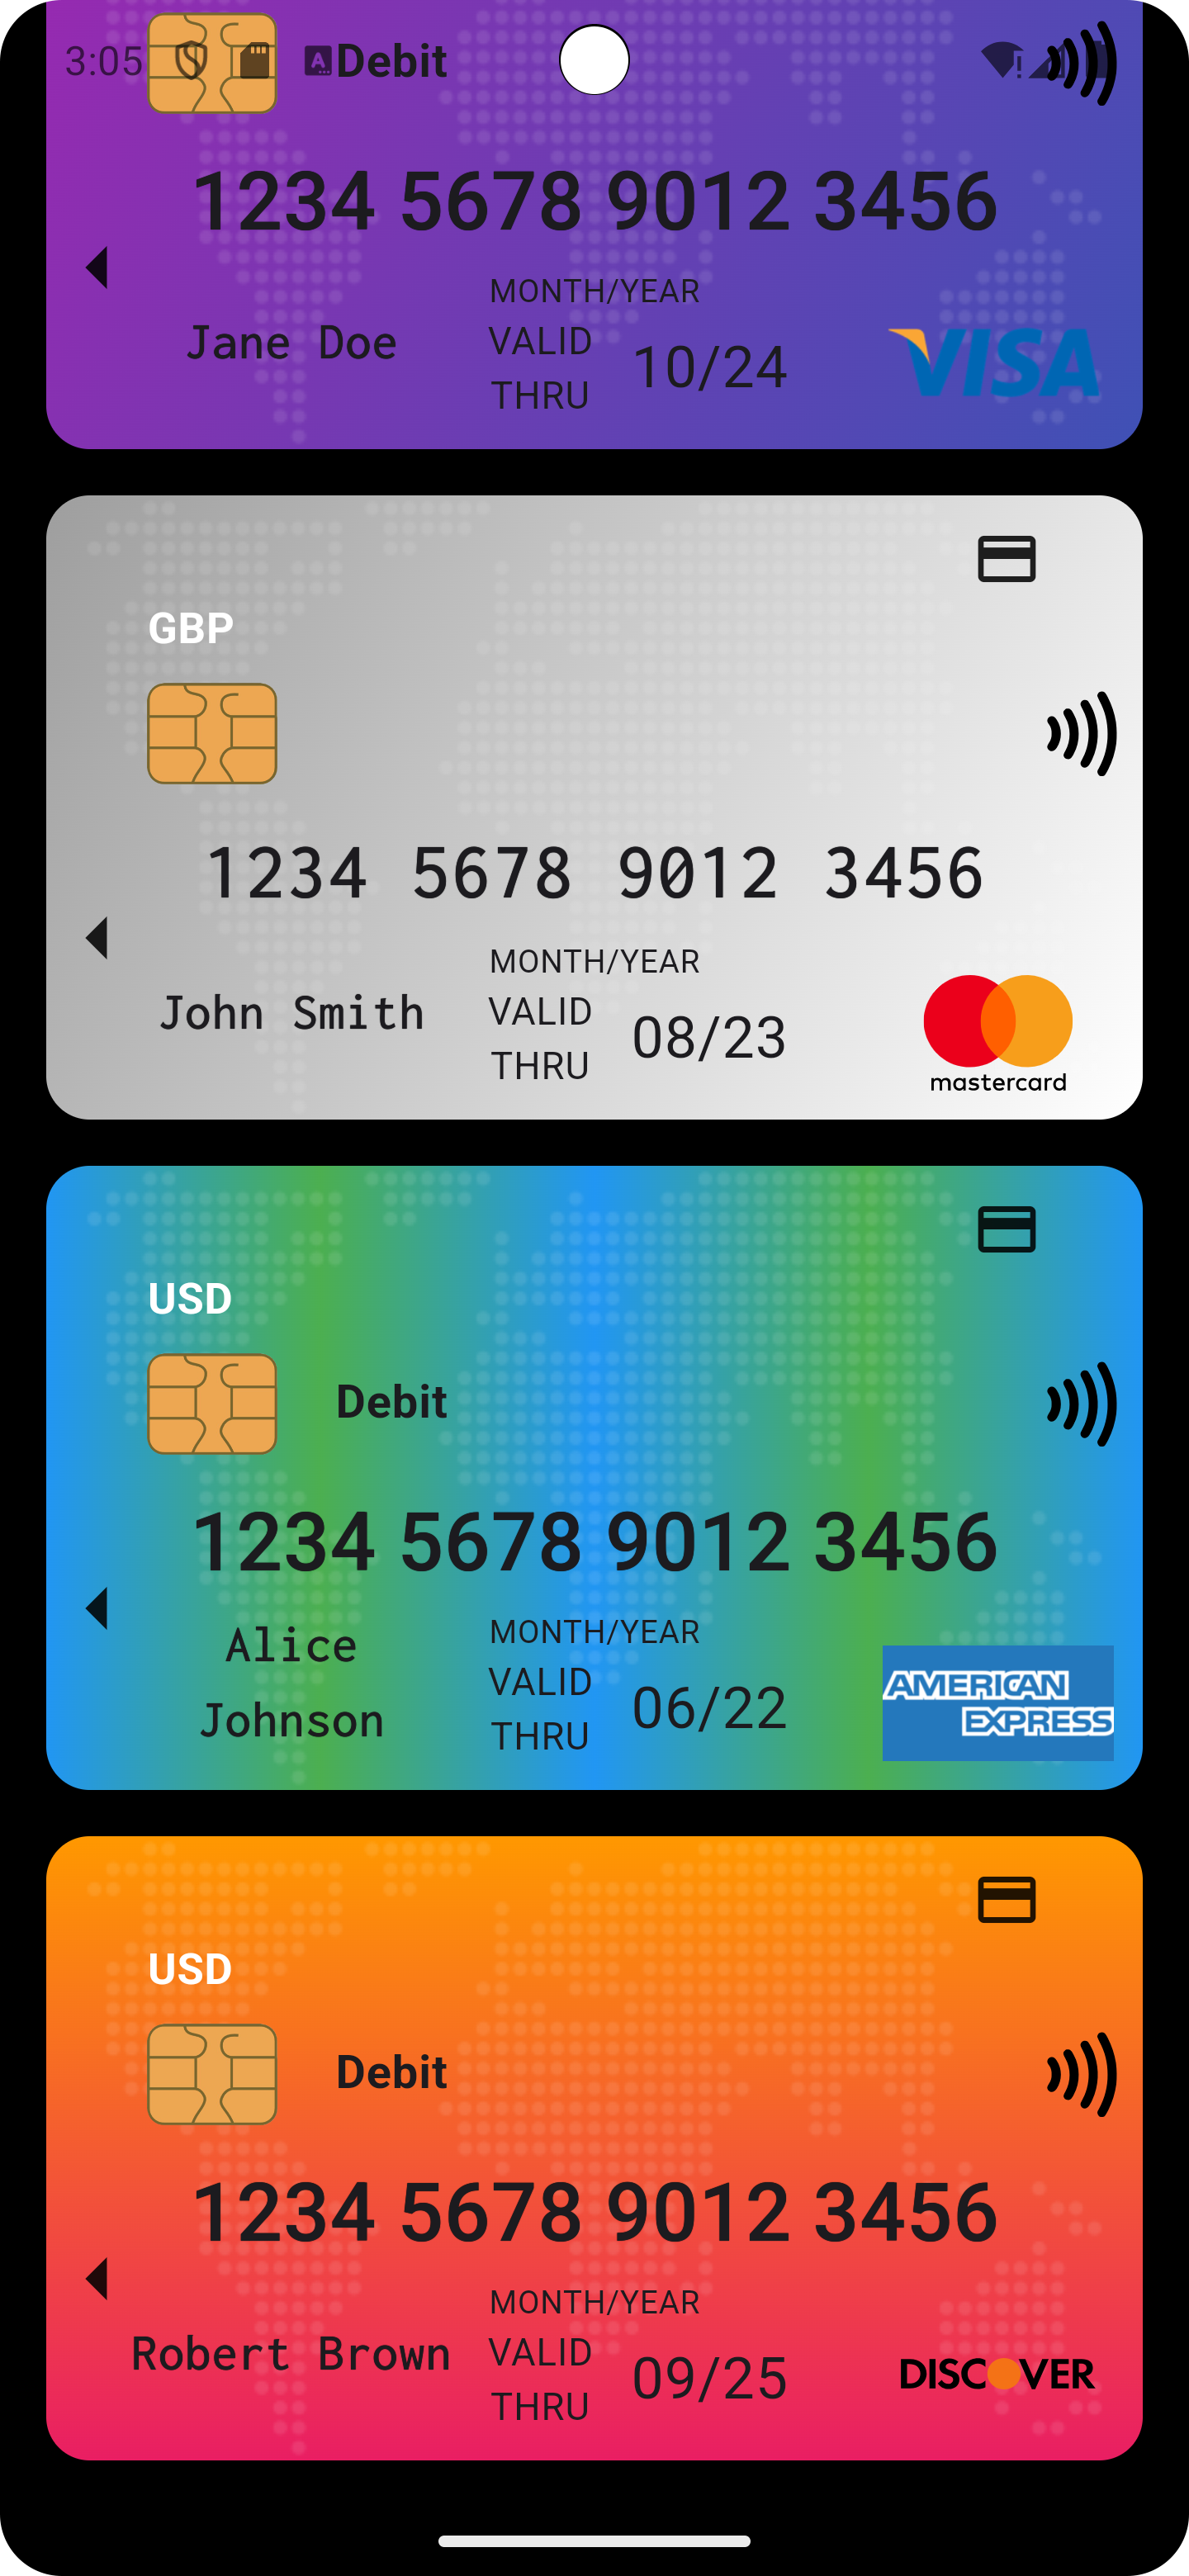 3:05 Debit
1234 5678 9012 3456
MONTH/YEAR
Jane Doe VALID THRU 10/24
VISA
GBP
1234 5678 9012 3456
MONTH/YEAR
John Smith VALID THRU 08/23
mastercard
USD
Debit
1234 5678 9012 3456
MONTH/YEAR
Alice Johnson VALID THRU 06/22
AMERICAN EXPRESS
USD
Debit
1234 5678 9012 3456
MONTH/YEAR
Robert Brown VALID THRU 09/25
DISCOVER